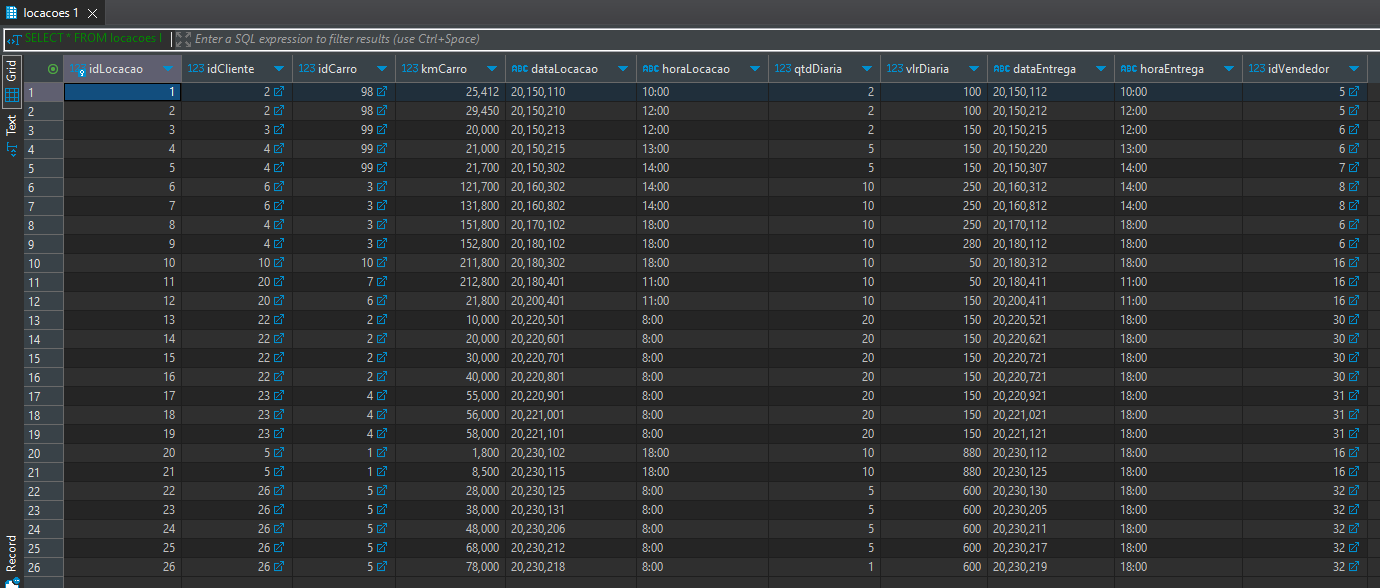 locacoes 1
SELECT * FROM locacoes l Enter a SQL expression to filter results (use Ctrl+Space)
Grid
Text
Record
123 idLocacao 123 idCliente 123 idCarro 123 kmCarro ABC dataLocacao ABC horaLocacao 123 qtdDiaria 123 vlrDiaria ABC dataEntrega ABC horaEntrega 123 idVendedor
1 1 2 98 25,412 20,150,110 10:00 2 100 20,150,112 10:00 5
2 2 2 98 29,450 20,150,210 12:00 2 100 20,150,212 12:00 5
3 3 3 99 20,000 20,150,213 12:00 2 150 20,150,215 12:00 6
4 4 4 99 21,000 20,150,215 13:00 5 150 20,150,220 13:00 6
5 5 4 99 21,700 20,150,302 14:00 5 150 20,150,307 14:00 7
6 6 6 3 121,700 20,160,302 14:00 10 250 20,160,312 14:00 8
7 7 6 3 131,800 20,160,802 14:00 10 250 20,160,812 14:00 8
8 8 4 3 151,800 20,170,102 18:00 10 250 20,170,112 18:00 6
9 9 4 3 152,800 20,180,102 18:00 10 280 20,180,112 18:00 6
10 10 10 10 211,800 20,180,302 18:00 10 50 20,180,312 18:00 16
11 11 20 7 212,800 20,180,401 11:00 10 50 20,180,411 11:00 16
12 12 20 6 21,800 20,200,401 11:00 10 150 20,200,411 11:00 16
13 13 22 2 10,000 20,220,501 8:00 20 150 20,220,521 18:00 30
14 14 22 2 20,000 20,220,601 8:00 20 150 20,220,621 18:00 30
15 15 22 2 30,000 20,220,701 8:00 20 150 20,220,721 18:00 30
16 16 22 2 40,000 20,220,801 8:00 20 150 20,220,721 18:00 30
17 17 23 4 55,000 20,220,901 8:00 20 150 20,220,921 18:00 31
18 18 23 4 56,000 20,221,001 8:00 20 150 20,221,021 18:00 31
19 19 23 4 58,000 20,221,101 8:00 20 150 20,221,121 18:00 31
20 20 5 1 1,800 20,230,102 18:00 10 880 20,230,112 18:00 16
21 21 5 1 8,500 20,230,115 18:00 10 880 20,230,125 18:00 16
22 22 26 5 28,000 20,230,125 8:00 5 600 20,230,130 18:00 32
23 23 26 5 38,000 20,230,131 8:00 5 600 20,230,205 18:00 32
24 24 26 5 48,000 20,230,206 8:00 5 600 20,230,211 18:00 32
25 25 26 5 68,000 20,230,212 8:00 5 600 20,230,217 18:00 32
26 26 26 5 78,000 20,230,218 8:00 1 600 20,230,219 18:00 32